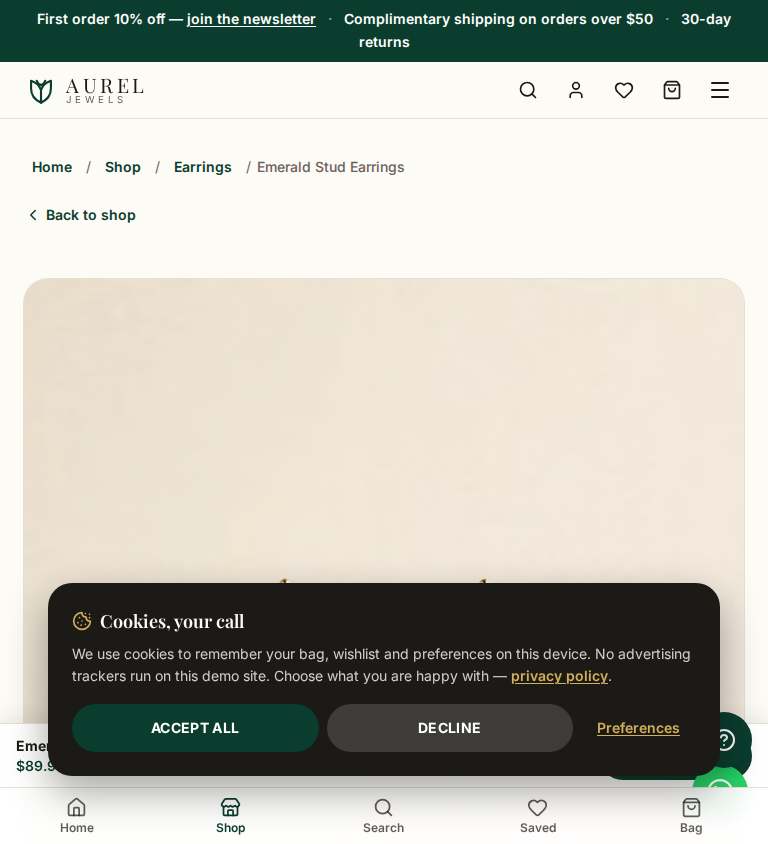 First order 10% off — join the newsletter · Complimentary shipping on orders over $50 · 30-day
returns
AUREL
JEWELS
Home / Shop / Earrings / Emerald Stud Earrings
Back to shop
Cookies, your call
We use cookies to remember your bag, wishlist and preferences on this device. No advertising
trackers run on this demo site. Choose what you are happy with — privacy policy.
ACCEPT ALL DECLINE Preferences
Home Shop Search Saved Bag